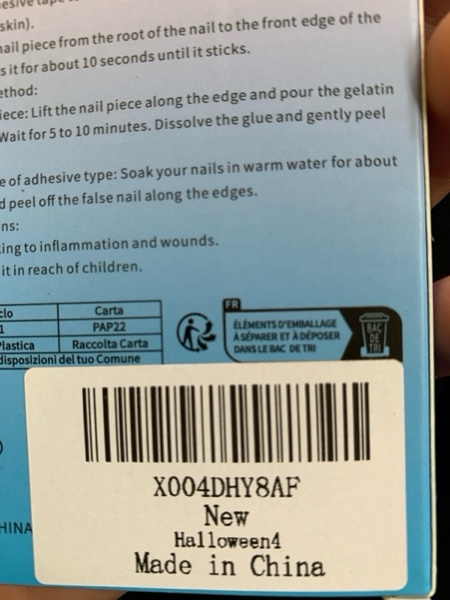 skin).
nail piece from the root of the nail to the front edge of the
s it for about 10 seconds until it sticks.
ethod:
iece: Lift the nail piece along the edge and pour the gelatin
Wait for 5 to 10 minutes. Dissolve the glue and gently peel
e of adhesive type: Soak your nails in warm water for about
d peel off the false nail along the edges.
ns:
ing to inflammation and wounds.
it in reach of children.
clo Carta
1 PAP22
Plastica Raccolta Carta
disposizioni del tuo Comune
FR
ÉLÉMENTS D'EMBALLAGE
À SÉPARER ET À DÉPOSER
DANS LE BAC DE TRI
BAC
DE
TRI
HINA
X004DHY8AF
New
Halloween4
Made in China